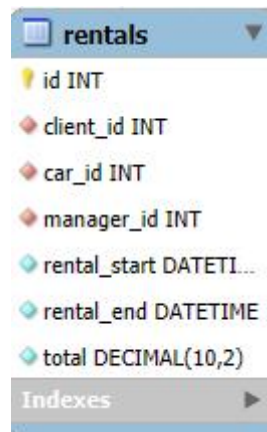 rentals
id INT
client_id INT
car_id INT
manager_id INT
rental_start DATETI...
rental_end DATETIME
total DECIMAL(10,2)
Indexes